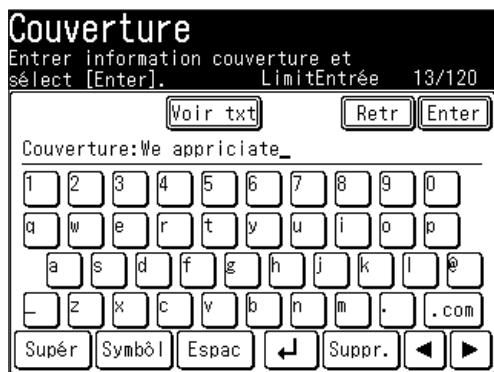 Couverture
Entrer information couverture et
sélect [Enter]. LimitEntrée 13/120
Voir txt Retr Enter
Couverture:We appriciate_
1 2 3 4 5 6 7 8 9 0
q w e r t y u i o p
a s d f g h j k l @
_ z x c v b n m . .com
Supér Symbôl Espac ↵ Suppr. ◀ ▶